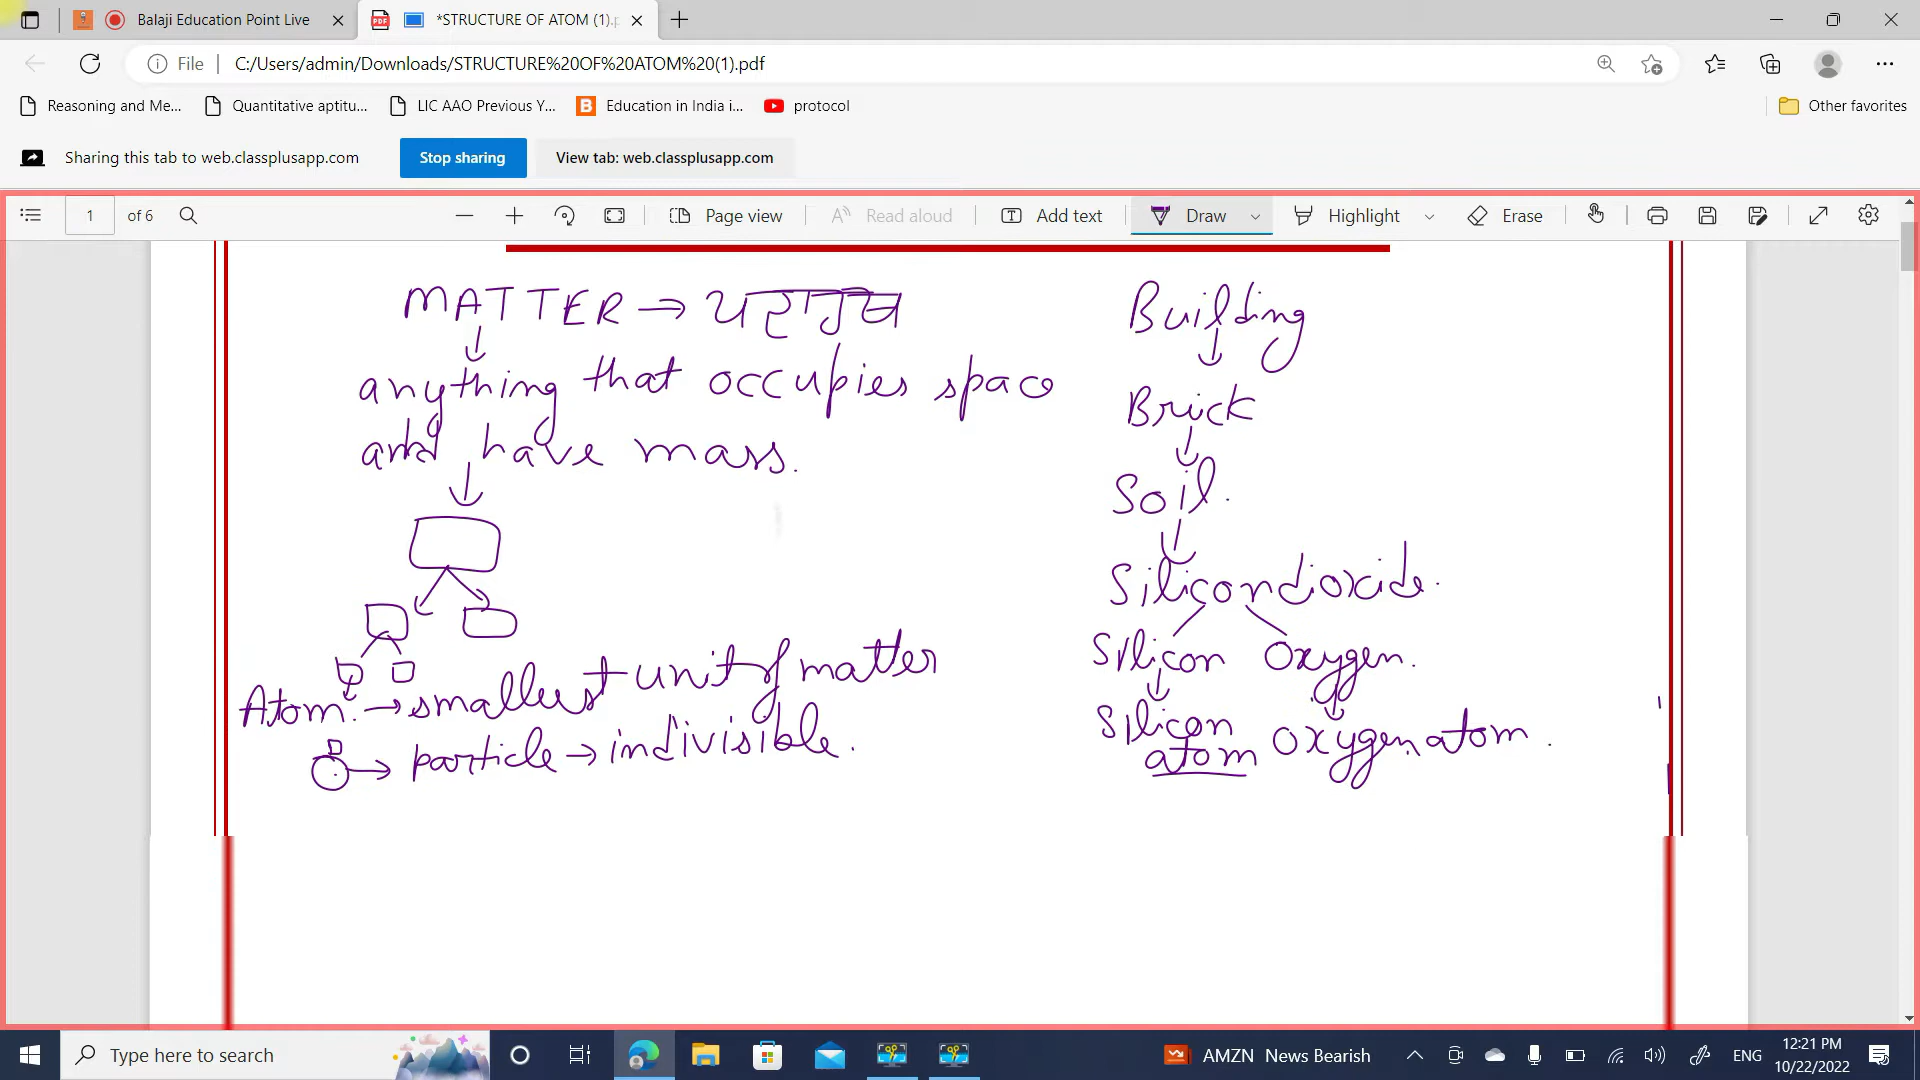 Balaji Education Point Live
*STRUCTURE OF ATOM (1).p
File C:/Users/admin/Downloads/STRUCTURE%20OF%20ATOM%20(1).pdf
Reasoning and Me... Quantitative aptitu... LIC AAO Previous Y... Education in India i... protocol Other favorites
Sharing this tab to web.classplusapp.com Stop sharing View tab: web.classplusapp.com
1 of 6 Page view Read aloud Add text Draw Highlight Erase
MATTER →
anything that occupies space
and have mass.
Atom. → smallest unit of matter
→ particle → indivisible.
Building
Brick
Soil.
Silicondioxide.
Silicon Oxygen.
Silicon
atom Oxygen atom.
Type here to search
AMZN News Bearish
ENG
12:21 PM
10/22/2022